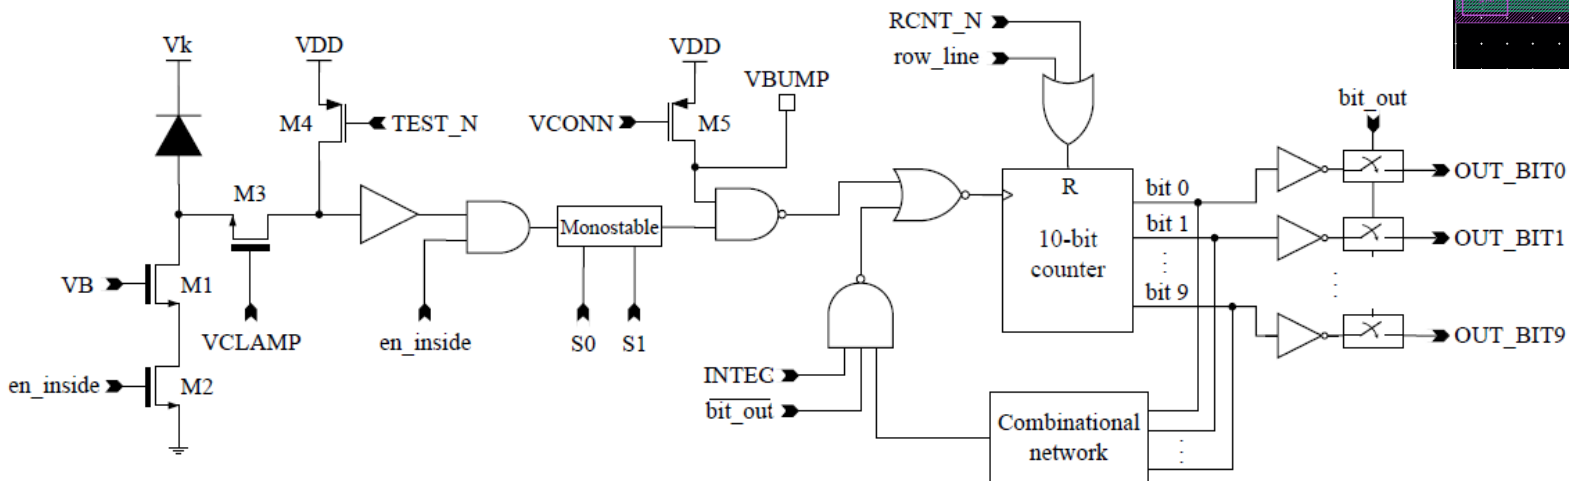 RCNT_N
row_line
Vk
VDD
VDD
VBUMP
bit_out
M4
TEST_N
VCONN
M5
M3
R
bit 0
OUT_BIT0
Monostable
bit 1
OUT_BIT1
10-bit
counter
VB
M1
bit 9
VCLAMP
en_inside
S0
S1
OUT_BIT9
en_inside
M2
INTEC
bit_out
Combinational
network